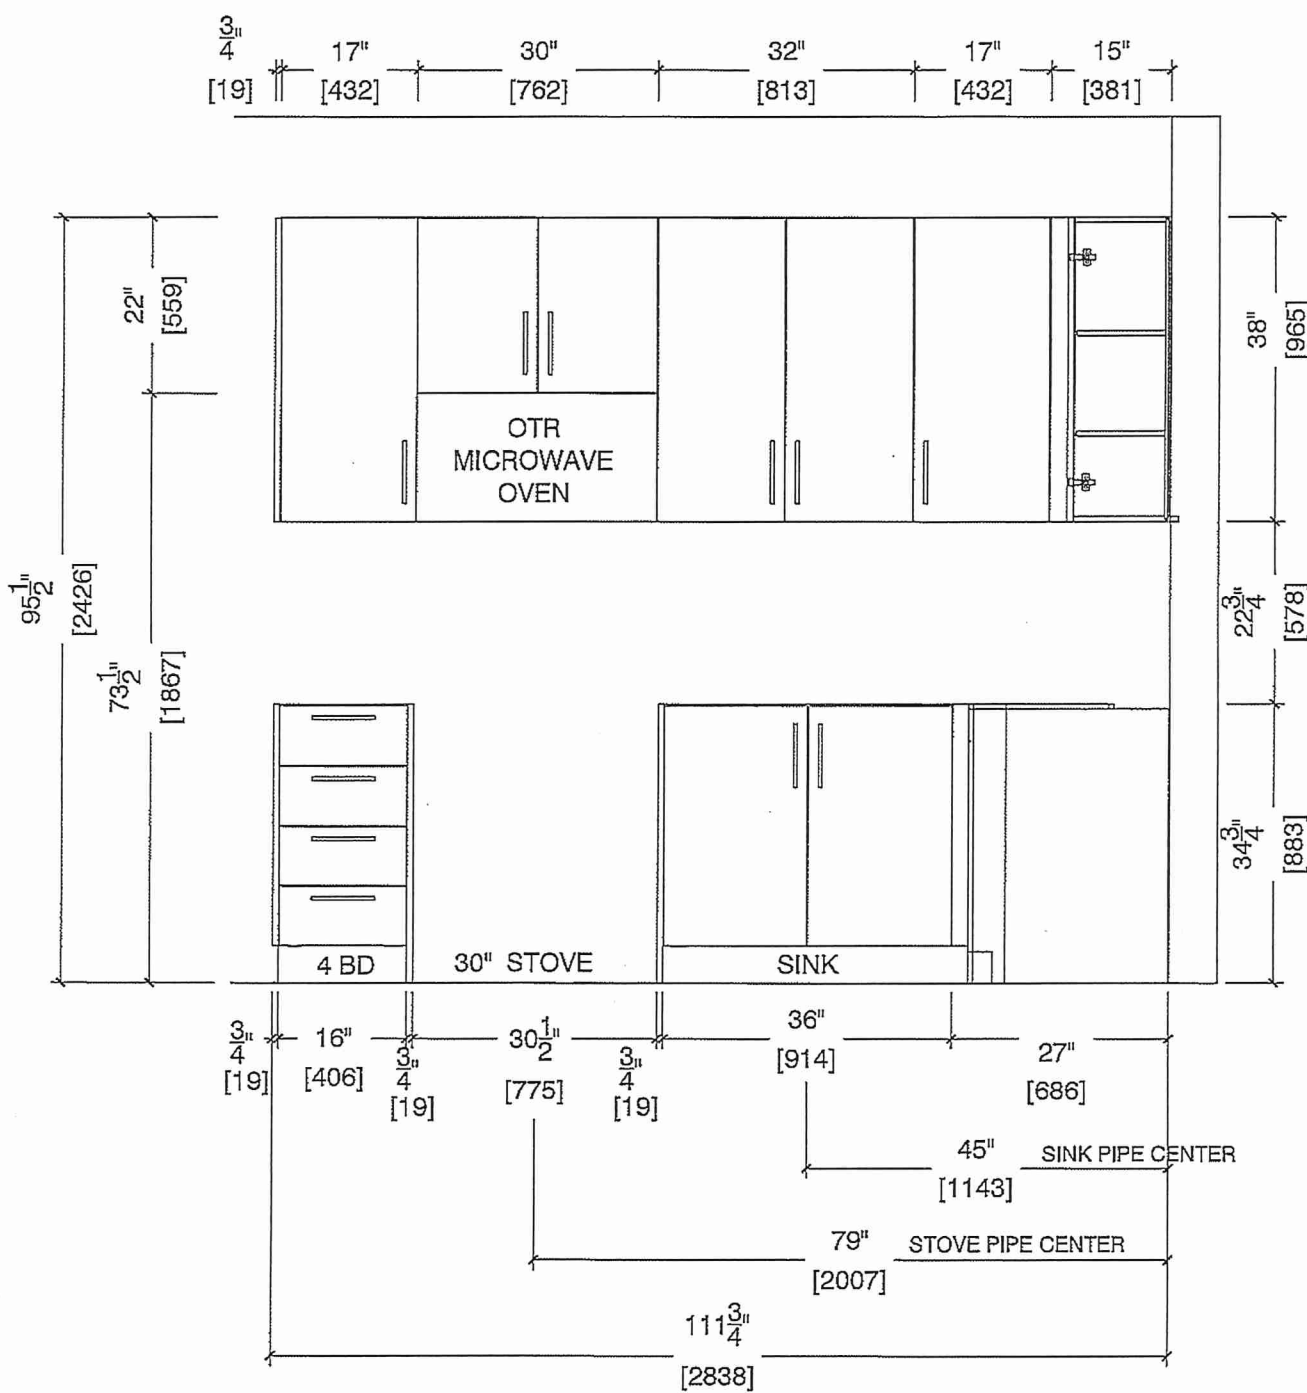 3/4" 17" 30" 32" 17" 15"
[19] [432] [762] [813] [432] [381]
22"
[559]
38"
[965]
OTR
MICROWAVE
OVEN
95 1/2"
[2426]
73 1/2"
[1867]
22 3/4"
[578]
34 3/4"
[883]
4 BD 30" STOVE SINK
3/4" 16" 3/4" 30 1/2" 3/4" 36" 27"
[19] [406] [19] [775] [19] [914] [686]
45" SINK PIPE CENTER
[1143]
79" STOVE PIPE CENTER
[2007]
111 3/4"
[2838]